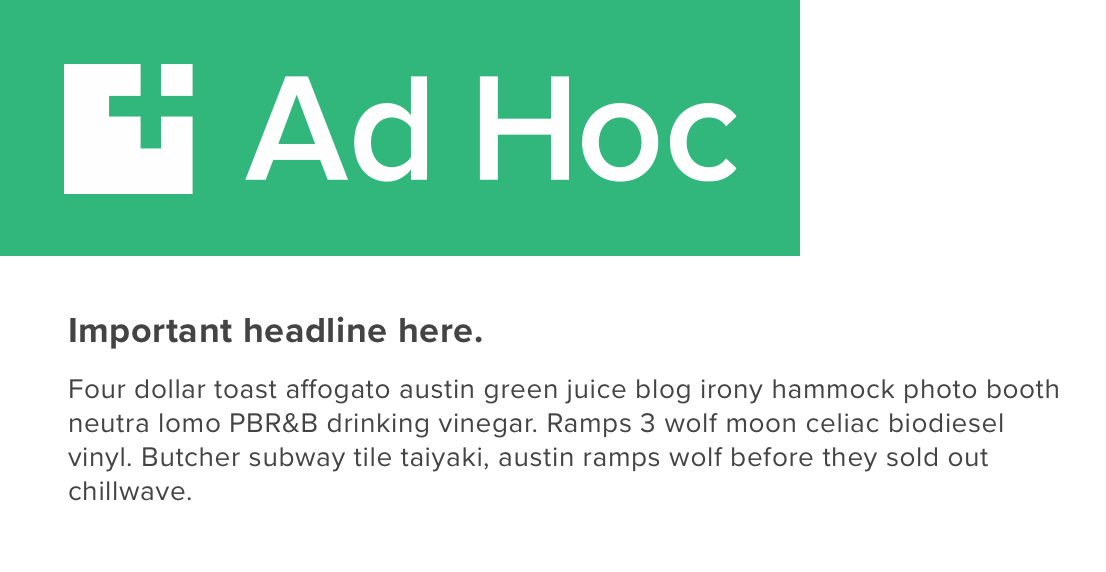 Ad Hoc
Important headline here.
Four dollar toast affogato austin green juice blog irony hammock photo booth
neutra lomo PBR&B drinking vinegar. Ramps 3 wolf moon celiac biodiesel
vinyl. Butcher subway tile taiyaki, austin ramps wolf before they sold out
chillwave.